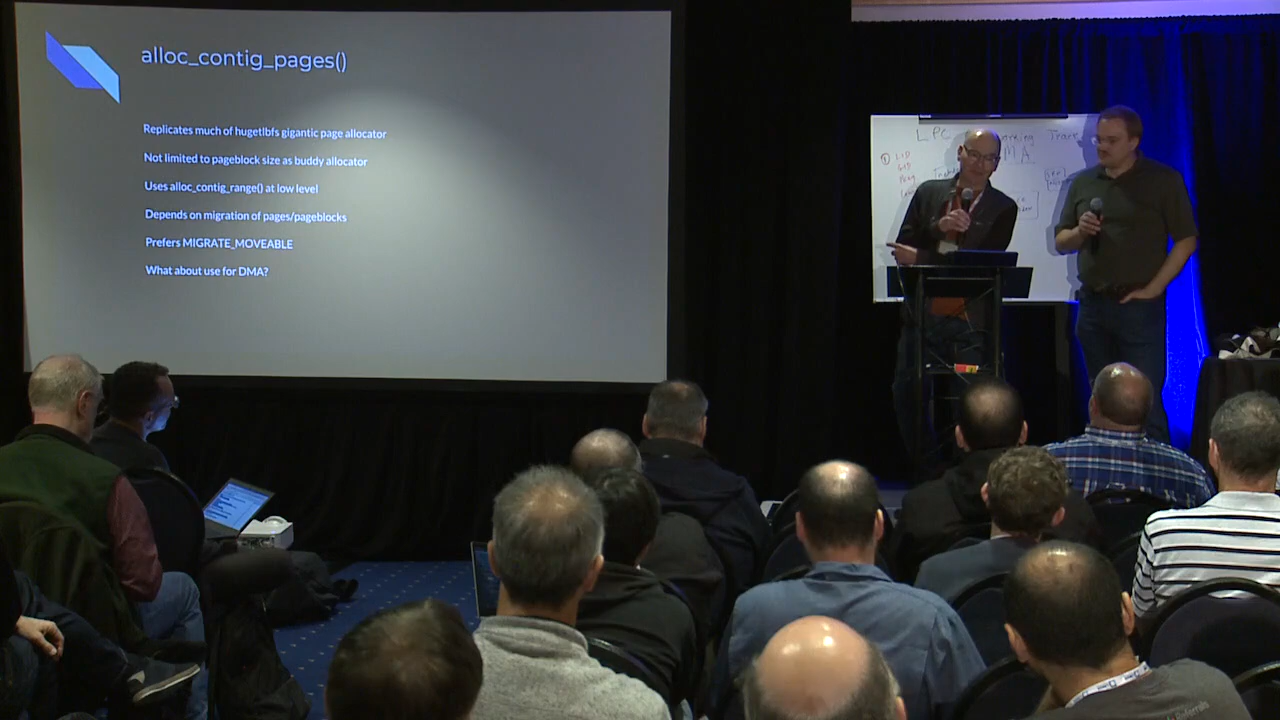 alloc_contig_pages()
Replicates much of hugetlbfs gigantic page allocator
Not limited to pageblock size as buddy allocator
Uses alloc_contig_range() at low level
Depends on migration of pages/pageblocks
Prefers MIGRATE_MOVEABLE
What about use for DMA?
LPC
MA